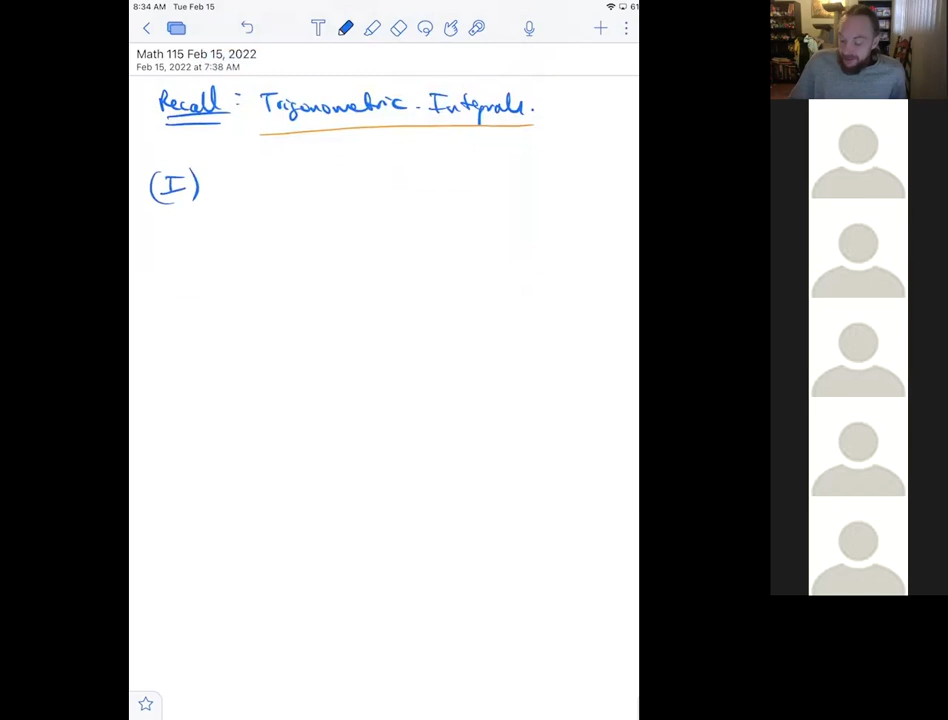 8:34 AM Tue Feb 15
61
Math 115 Feb 15, 2022
Feb 15, 2022 at 7:38 AM
Recall: Trigonometric Integrals.
(I)